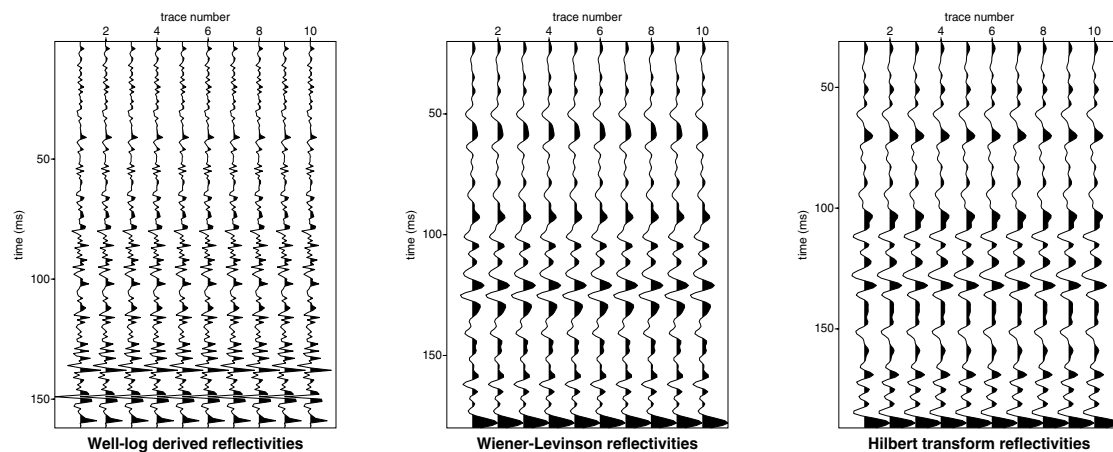 trace number
2 4 6 8 10
time (ms)
50
100
150
Well-log derived reflectivities
trace number
2 4 6 8 10
time (ms)
50
100
150
Wiener-Levinson reflectivities
trace number
2 4 6 8 10
time (ms)
50
100
150
Hilbert transform reflectivities